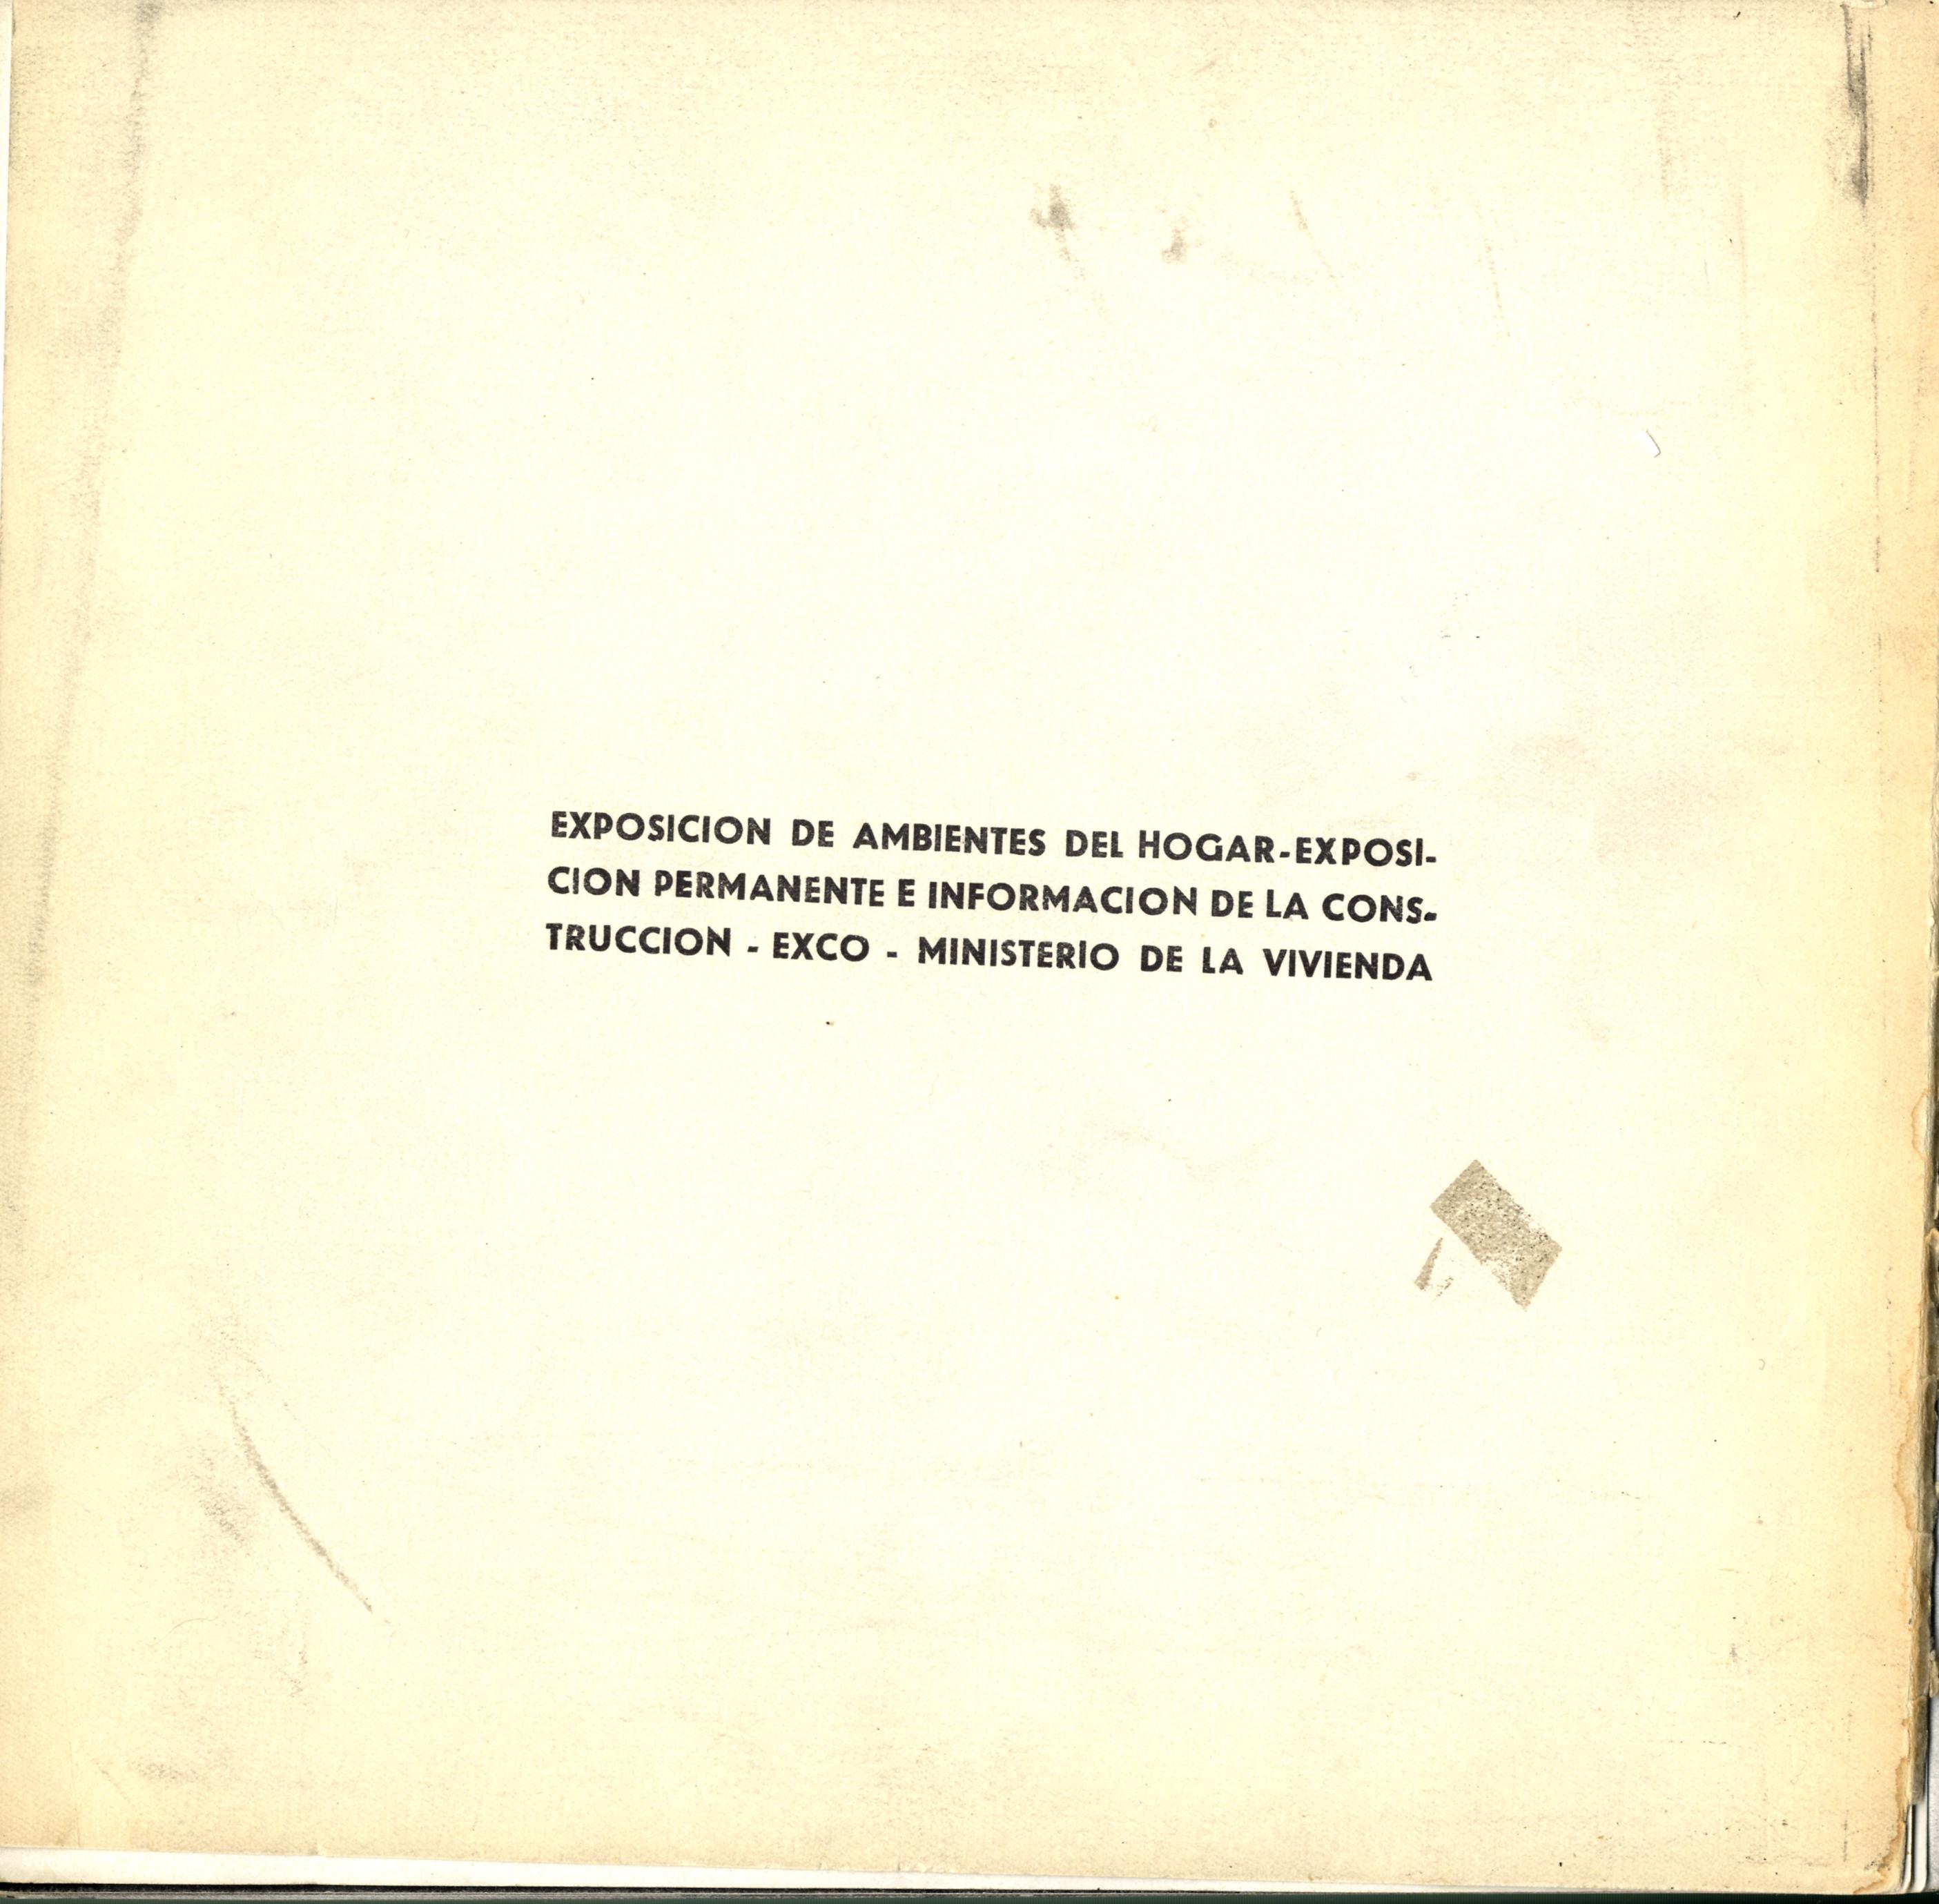 EXPOSICION DE AMBIENTES DEL HOGAR-EXPOSI-
CION PERMANENTE E INFORMACION DE LA CONS-
TRUCCION - EXCO - MINISTERIO DE LA VIVIENDA